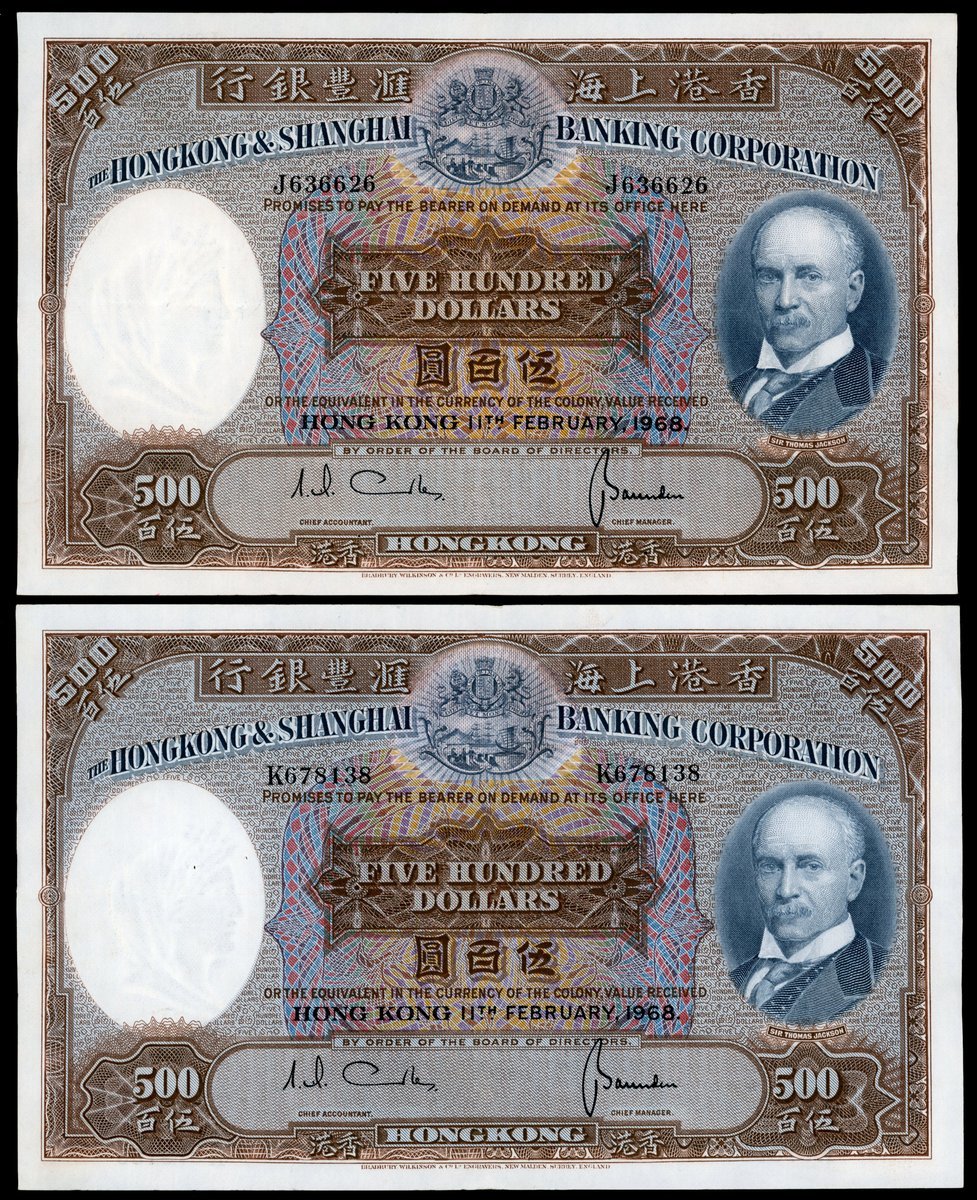 500 行銀豐滙 海上港香 500
百伍 百伍
THE HONGKONG & SHANGHAI BANKING CORPORATION
J636626 J636626
PROMISES TO PAY THE BEARER ON DEMAND AT ITS OFFICE HERE
FIVE HUNDRED
DOLLARS
圓百伍
OR THE EQUIVALENT IN THE CURRENCY OF THE COLONY, VALUE RECEIVED
HONG KONG 11TH FEBRUARY, 1968.
SIR THOMAS JACKSON
BY ORDER OF THE BOARD OF DIRECTORS.
500 500
百伍 百伍
CHIEF ACCOUNTANT. CHIEF MANAGER.
港香 HONGKONG 港香
BRADBURY, WILKINSON & Co. Ld. ENGRAVERS, NEW MALDEN, SURREY, ENGLAND
500 行銀豐滙 海上港香 500
百伍 百伍
THE HONGKONG & SHANGHAI BANKING CORPORATION
K678138 K678138
PROMISES TO PAY THE BEARER ON DEMAND AT ITS OFFICE HERE
FIVE HUNDRED
DOLLARS
圓百伍
OR THE EQUIVALENT IN THE CURRENCY OF THE COLONY, VALUE RECEIVED
HONG KONG 11TH FEBRUARY, 1968.
SIR THOMAS JACKSON
BY ORDER OF THE BOARD OF DIRECTORS.
500 500
百伍 百伍
CHIEF ACCOUNTANT. CHIEF MANAGER.
港香 HONGKONG 港香
BRADBURY, WILKINSON & Co. Ld. ENGRAVERS, NEW MALDEN, SURREY, ENGLAND